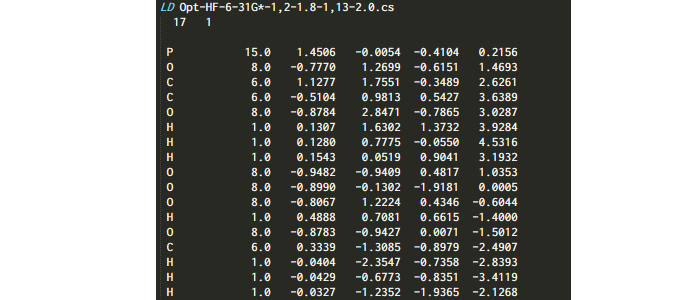 LD Opt-HF-6-31G*-1,2-1.8-1,13-2.0.cs
17 1
P 15.0 1.4506 -0.0054 -0.4104 0.2156
O 8.0 -0.7770 1.2699 -0.6151 1.4693
C 6.0 1.1277 1.7551 -0.3489 2.6261
C 6.0 -0.5104 0.9813 0.5427 3.6389
O 8.0 -0.8784 2.8471 -0.7865 3.0287
H 1.0 0.1307 1.6302 1.3732 3.9284
H 1.0 0.1280 0.7775 -0.0550 4.5316
H 1.0 0.1543 0.0519 0.9041 3.1932
O 8.0 -0.9482 -0.9409 0.4817 1.0353
O 8.0 -0.8990 -0.1302 -1.9181 0.0005
O 8.0 -0.8067 1.2224 0.4346 -0.6044
H 1.0 0.4888 0.7081 0.6615 -1.4000
O 8.0 -0.8783 -0.9427 0.0071 -1.5012
C 6.0 0.3339 -1.3085 -0.8979 -2.4907
H 1.0 -0.0404 -2.3547 -0.7358 -2.8393
H 1.0 -0.0429 -0.6773 -0.8351 -3.4119
H 1.0 -0.0327 -1.2352 -1.9365 -2.1268